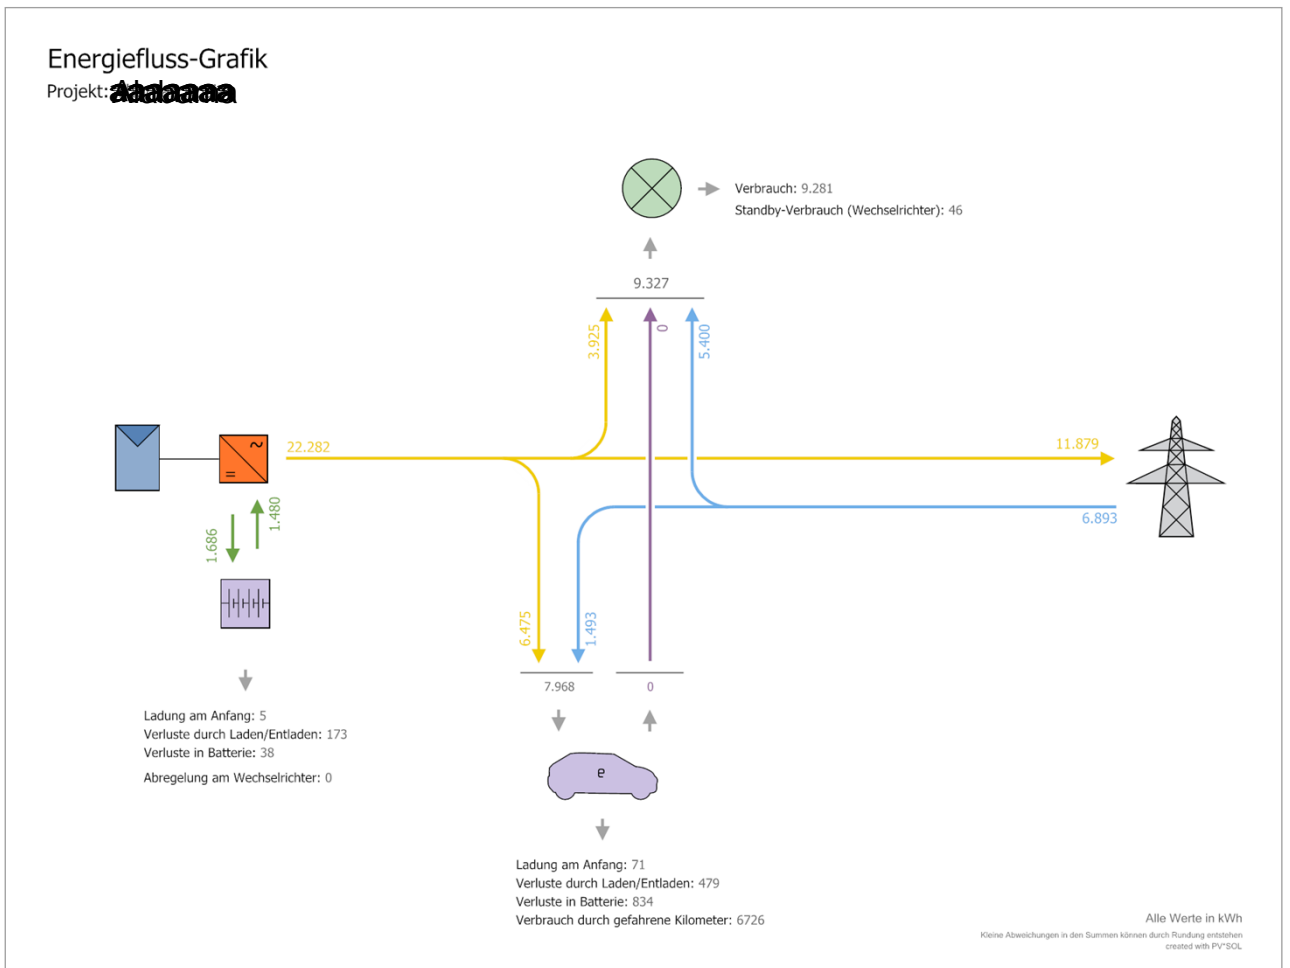 Energiefluss-Grafik
Projekt:
Verbrauch: 9.281
Standby-Verbrauch (Wechselrichter): 46
9.327
3.925
0
5.400
22.282
11.879
6.893
1.686
1.480
6.475
1.493
7.968
0
Ladung am Anfang: 5
Verluste durch Laden/Entladen: 173
Verluste in Batterie: 38
Abregelung am Wechselrichter: 0
e
Ladung am Anfang: 71
Verluste durch Laden/Entladen: 479
Verluste in Batterie: 834
Verbrauch durch gefahrene Kilometer: 6726
Alle Werte in kWh
Kleine Abweichungen in den Summen können durch Rundung entstehen
created with PV*SOL